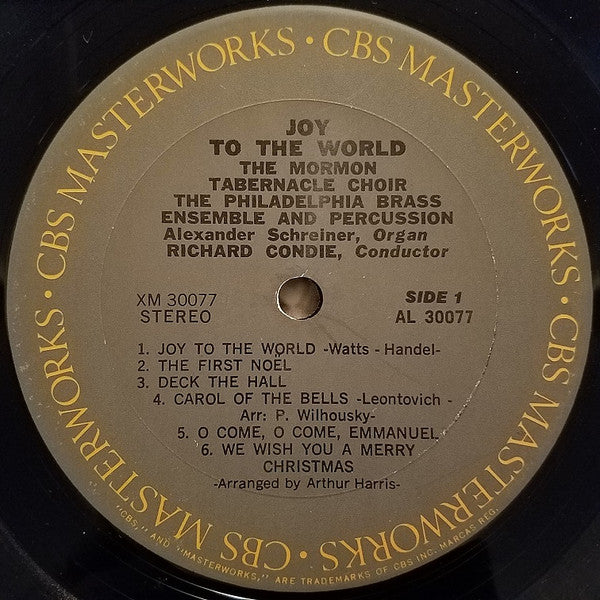 CBS MASTERWORKS • CBS MASTERWORKS • CBS MASTERWORKS • CBS MASTERWORKS • CBS MASTERWORKS •
JOY
TO THE WORLD
THE MORMON
TABERNACLE CHOIR
THE PHILADELPHIA BRASS
ENSEMBLE AND PERCUSSION
Alexander Schreiner, Organ
RICHARD CONDIE, Conductor
XM 30077 SIDE 1
STEREO AL 30077
1. JOY TO THE WORLD -Watts - Handel-
2. THE FIRST NOËL
3. DECK THE HALL
4. CAROL OF THE BELLS -Leontovich -
Arr: P. Wilhousky-
5. O COME, O COME, EMMANUEL
6. WE WISH YOU A MERRY
CHRISTMAS
-Arranged by Arthur Harris-
"CBS," AND "MASTERWORKS," ARE TRADEMARKS OF CBS INC. MARCAS REG.